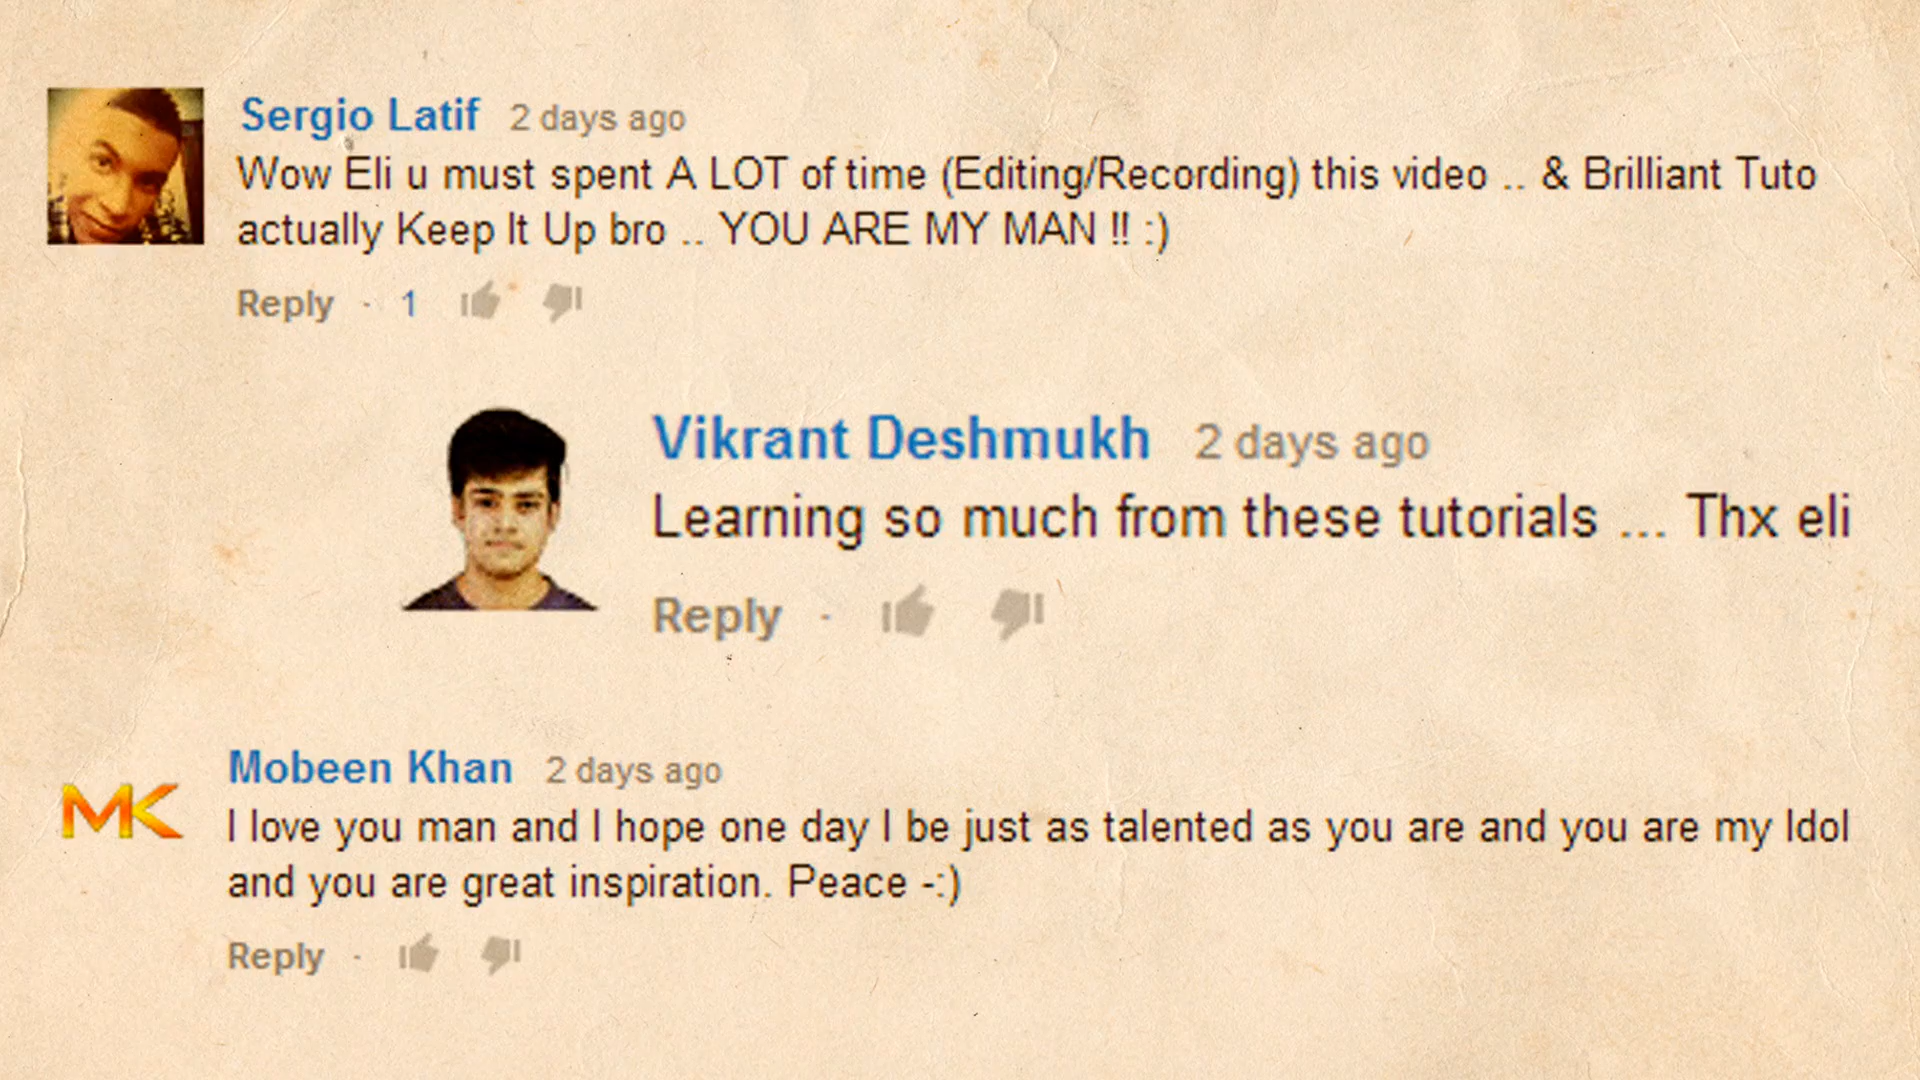 Sergio Latif 2 days ago
Wow Eli u must spent A LOT of time (Editing/Recording) this video .. & Brilliant Tuto
actually Keep It Up bro .. YOU ARE MY MAN !! :)
Reply · 1
Vikrant Deshmukh 2 days ago
Learning so much from these tutorials ... Thx eli
Reply ·
MK
Mobeen Khan 2 days ago
I love you man and I hope one day I be just as talented as you are and you are my Idol
and you are great inspiration. Peace -:)
Reply ·